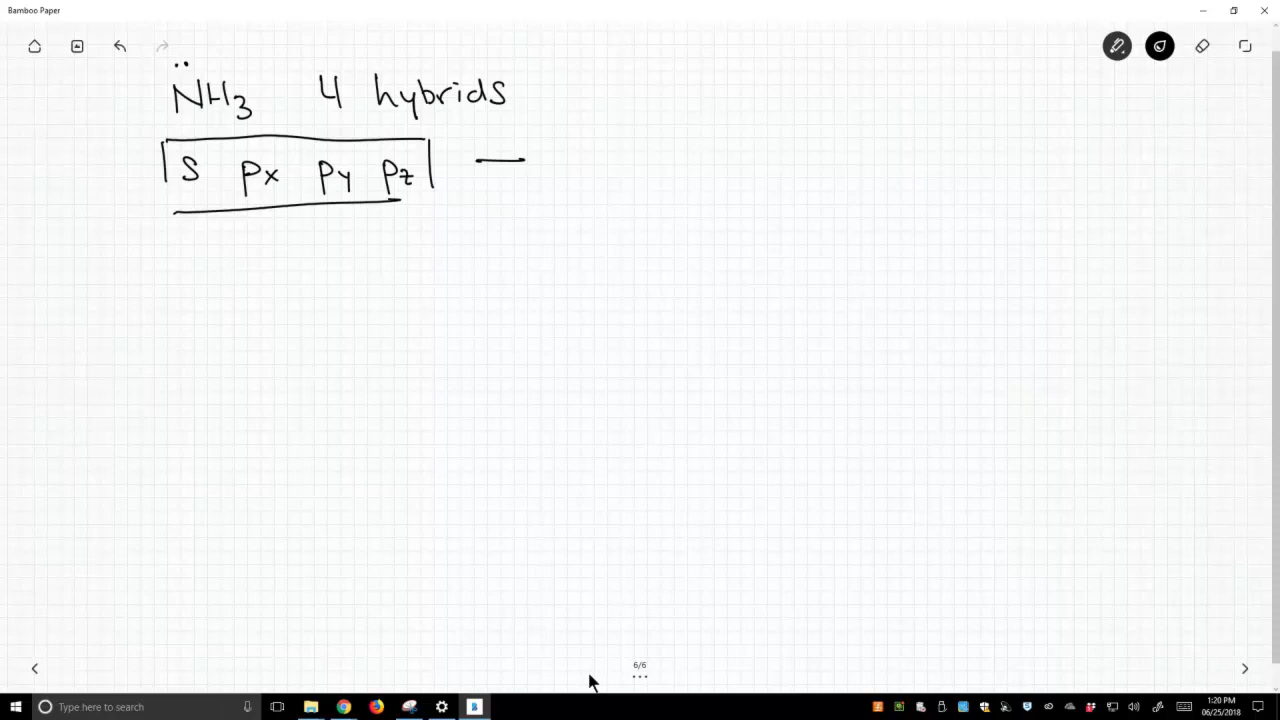 Bamboo Paper
N̈H3 4 hybrids
s px py pz
6/6
Type here to search
1:20 PM
06/25/2018